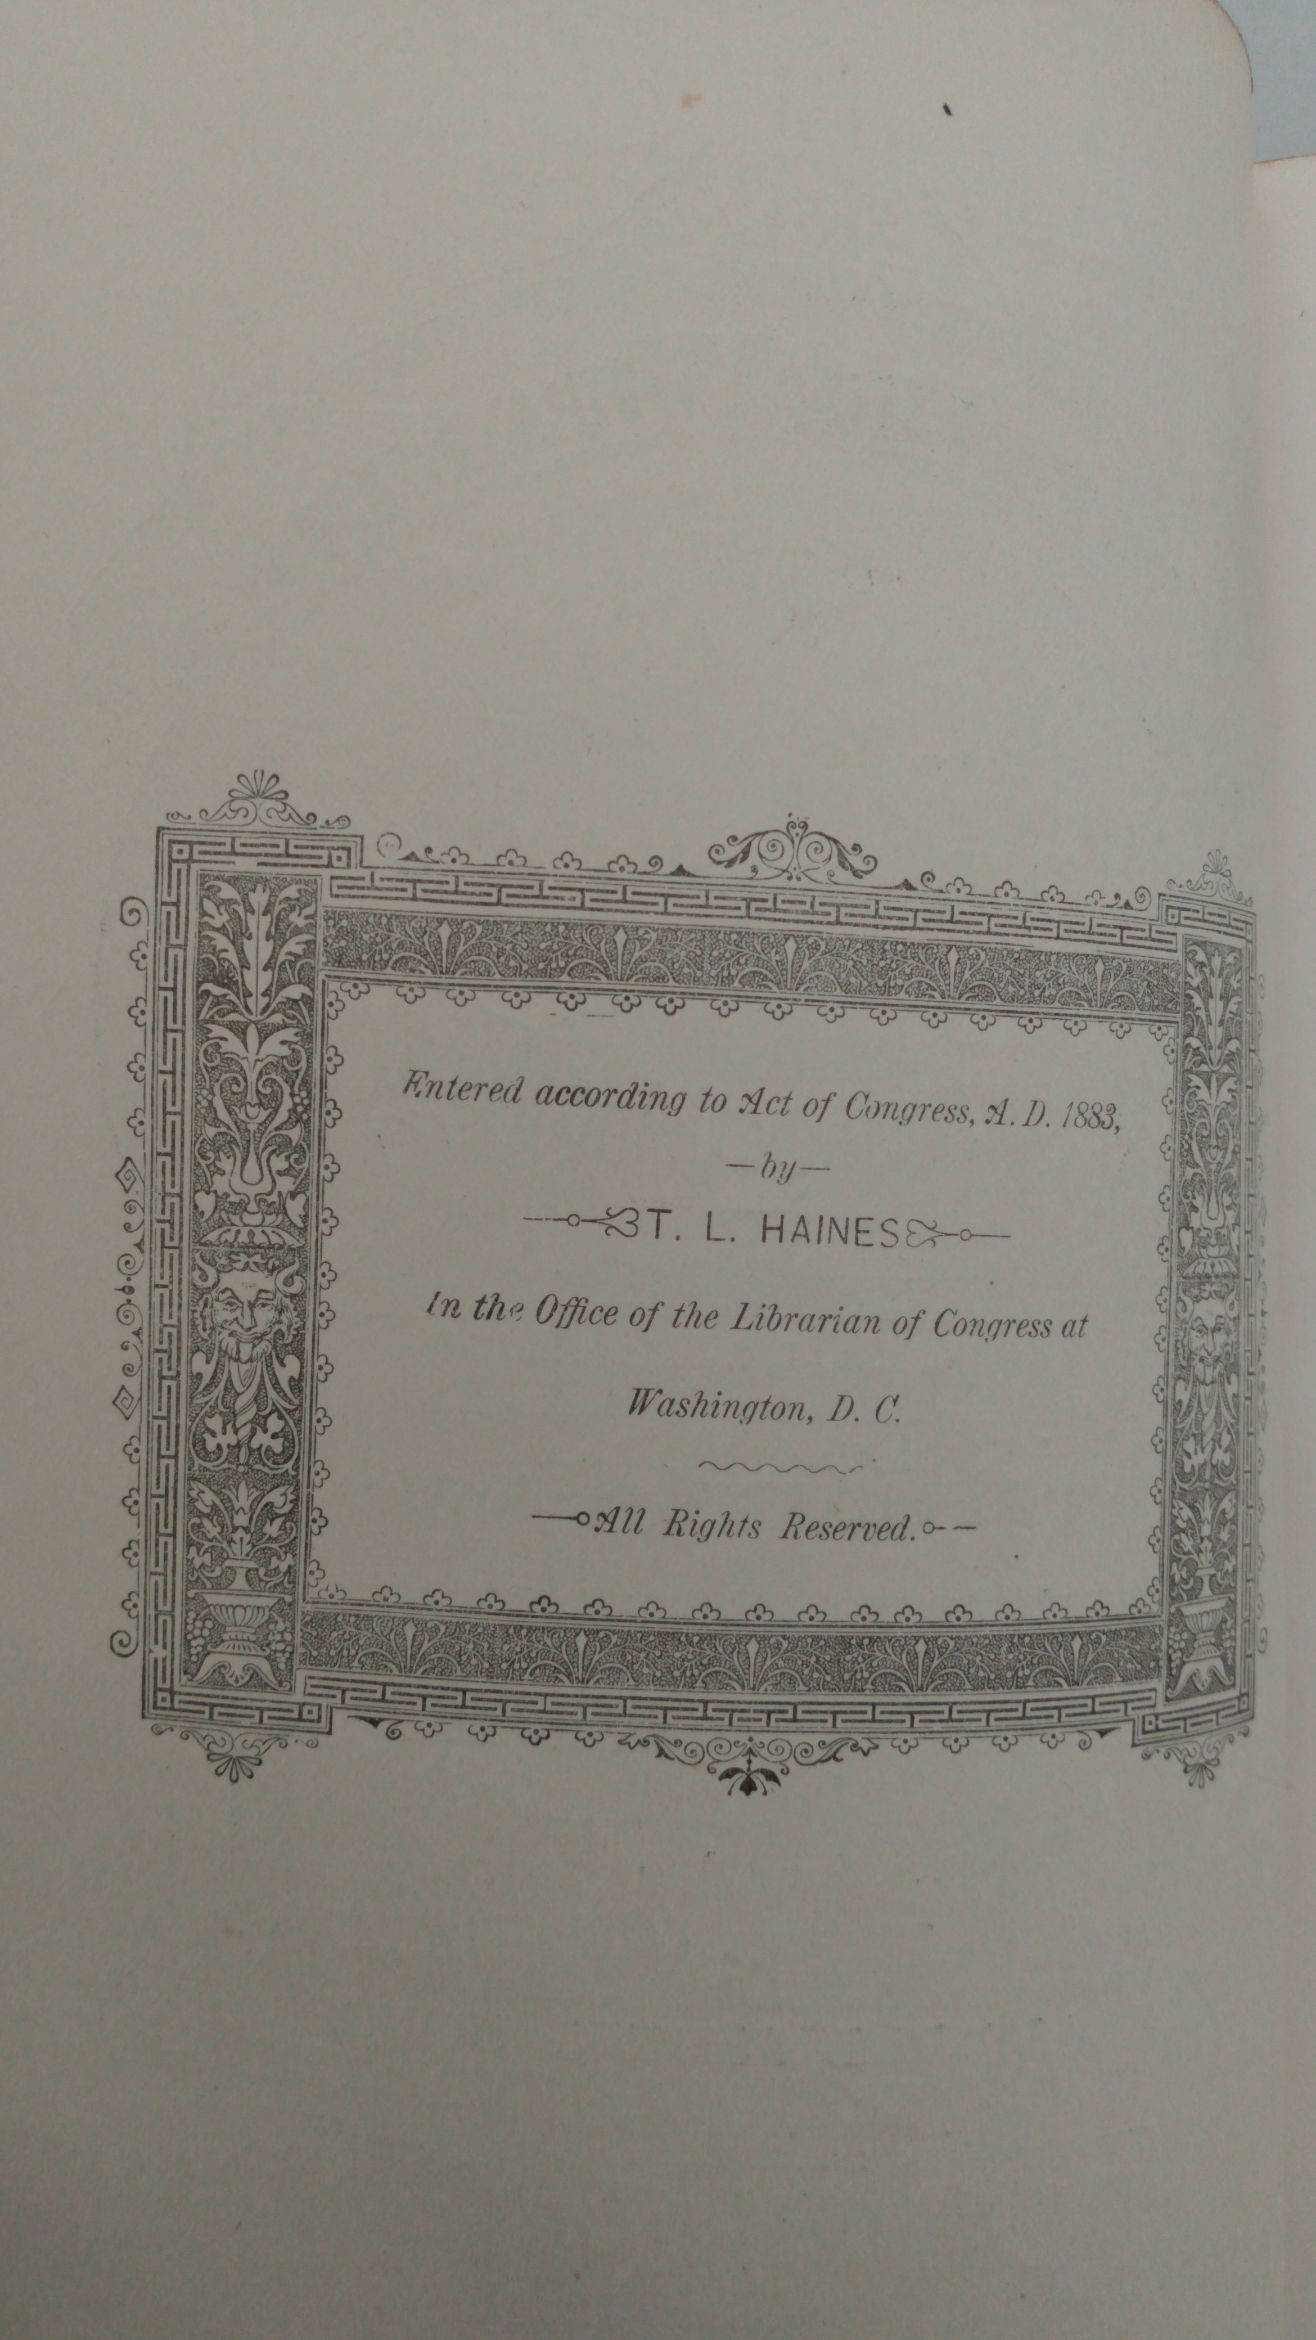 Entered according to Act of Congress, A. D. 1883,
—by—
T. L. HAINES
In the Office of the Librarian of Congress at
Washington, D. C.
All Rights Reserved.